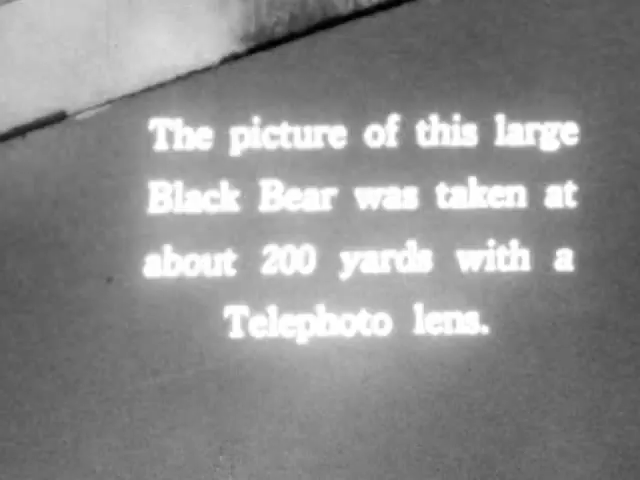 The picture of this large
Black Bear was taken at
about 200 yards with a
Telephoto lens.